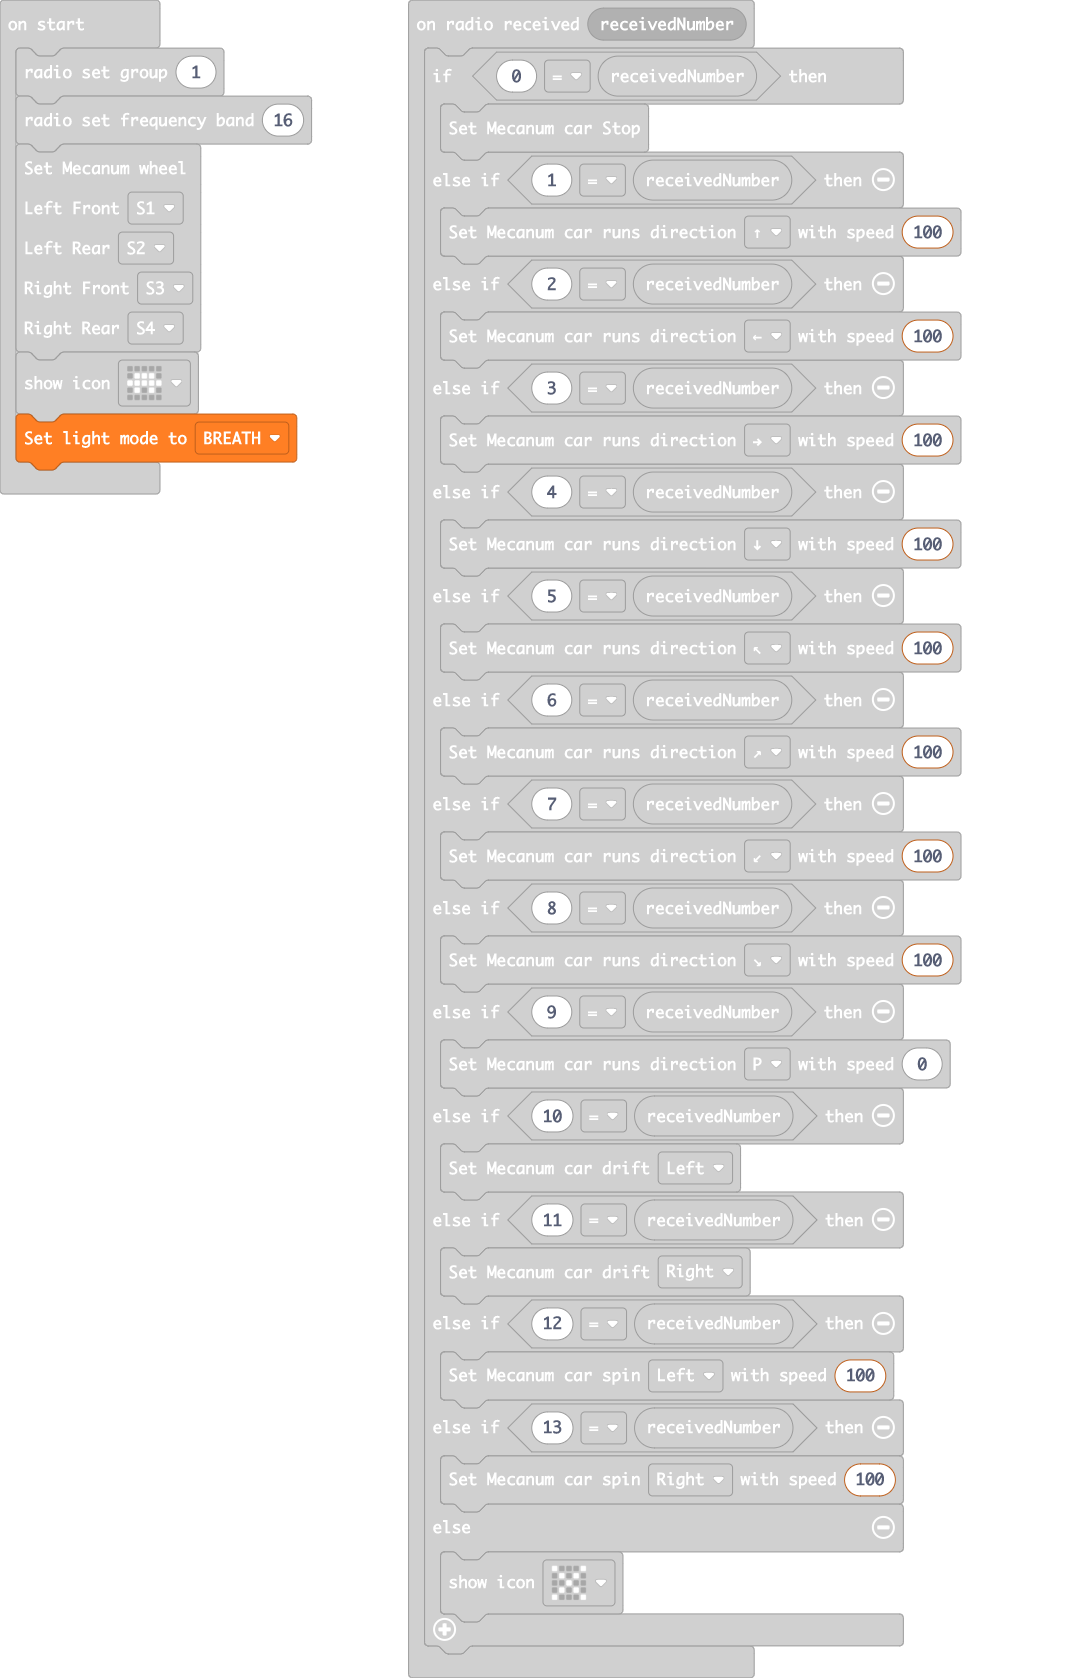 on start
radio set group 1
radio set frequency band 16
Set Mecanum wheel
Left Front S1
Left Rear S2
Right Front S3
Right Rear S4
show icon
Set light mode to BREATH
on radio received receivedNumber
if 0 = receivedNumber then
Set Mecanum car Stop
else if 1 = receivedNumber then
Set Mecanum car runs direction ↑ with speed 100
else if 2 = receivedNumber then
Set Mecanum car runs direction ← with speed 100
else if 3 = receivedNumber then
Set Mecanum car runs direction → with speed 100
else if 4 = receivedNumber then
Set Mecanum car runs direction ↓ with speed 100
else if 5 = receivedNumber then
Set Mecanum car runs direction ↖ with speed 100
else if 6 = receivedNumber then
Set Mecanum car runs direction ↗ with speed 100
else if 7 = receivedNumber then
Set Mecanum car runs direction ↙ with speed 100
else if 8 = receivedNumber then
Set Mecanum car runs direction ↘ with speed 100
else if 9 = receivedNumber then
Set Mecanum car runs direction P with speed 0
else if 10 = receivedNumber then
Set Mecanum car drift Left
else if 11 = receivedNumber then
Set Mecanum car drift Right
else if 12 = receivedNumber then
Set Mecanum car spin Left with speed 100
else if 13 = receivedNumber then
Set Mecanum car spin Right with speed 100
else
show icon